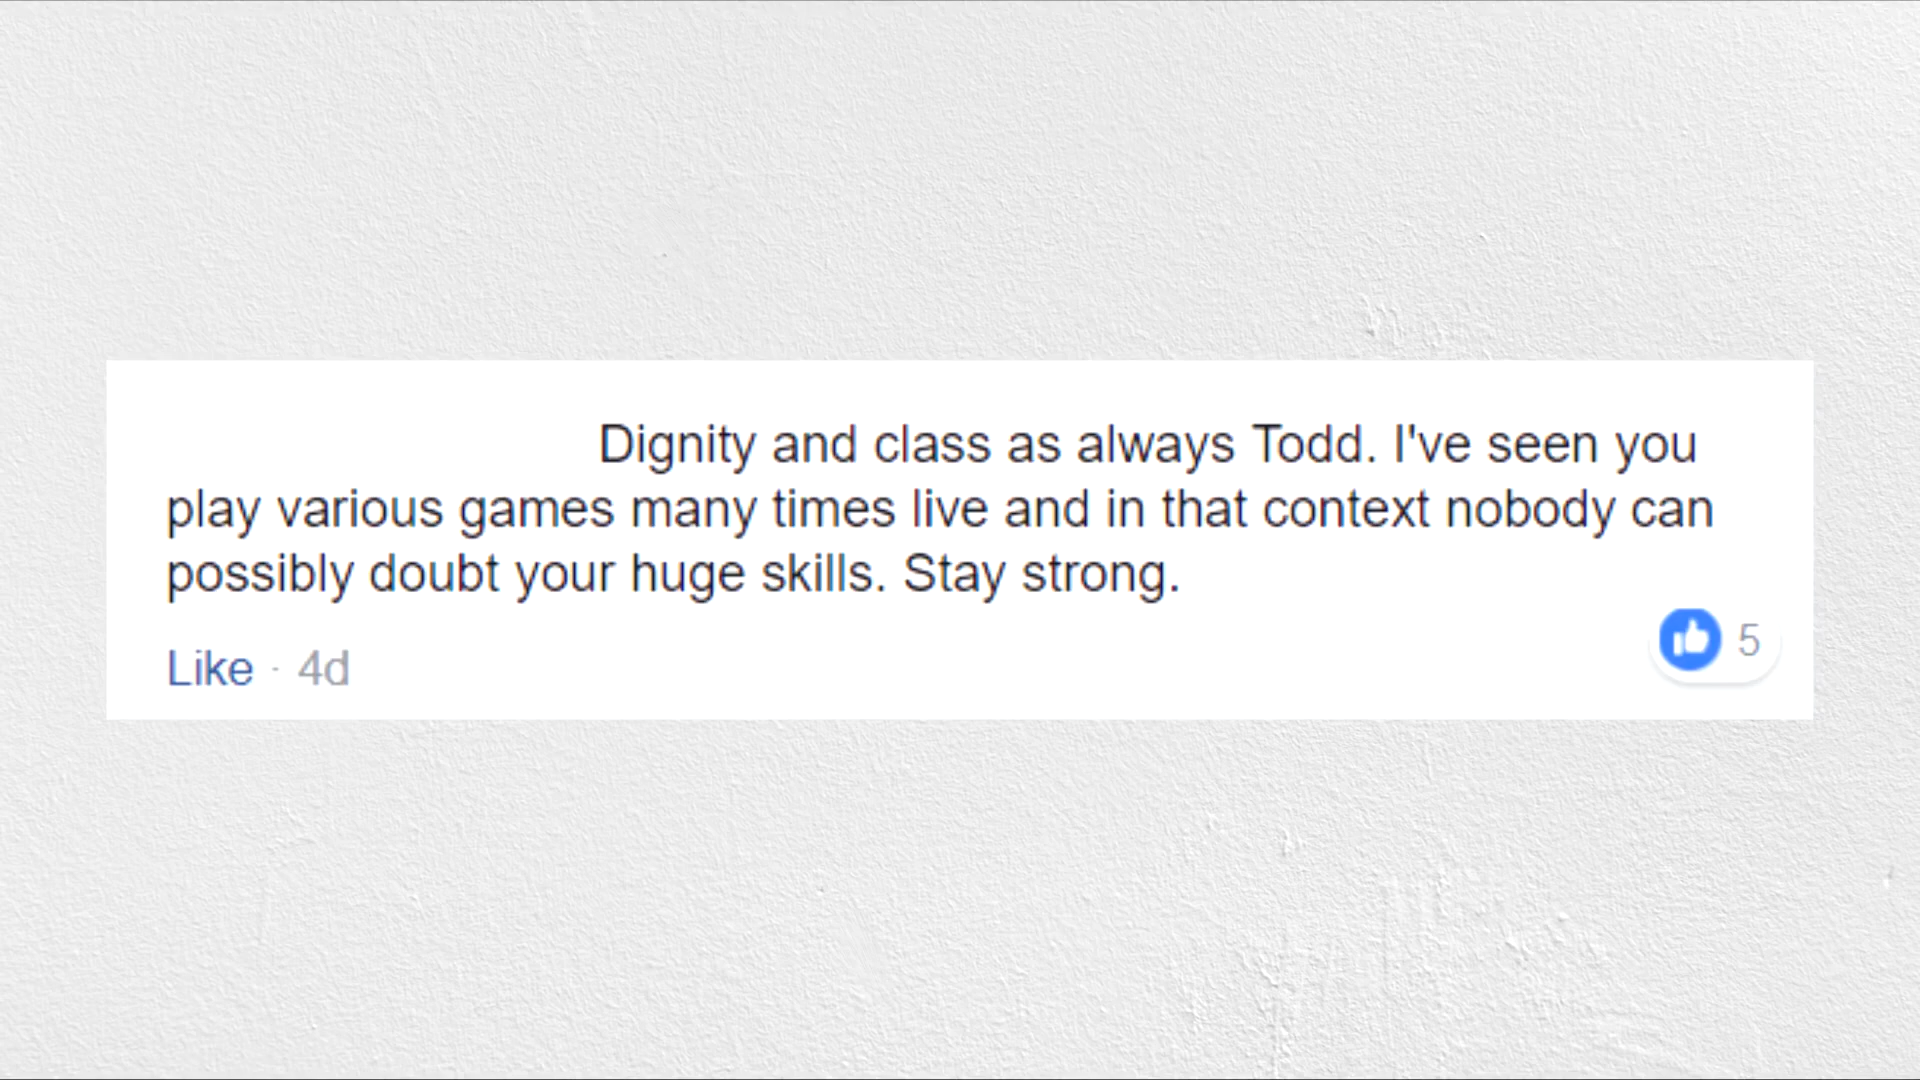 Dignity and class as always Todd. I've seen you
play various games many times live and in that context nobody can
possibly doubt your huge skills. Stay strong.
5
Like · 4d